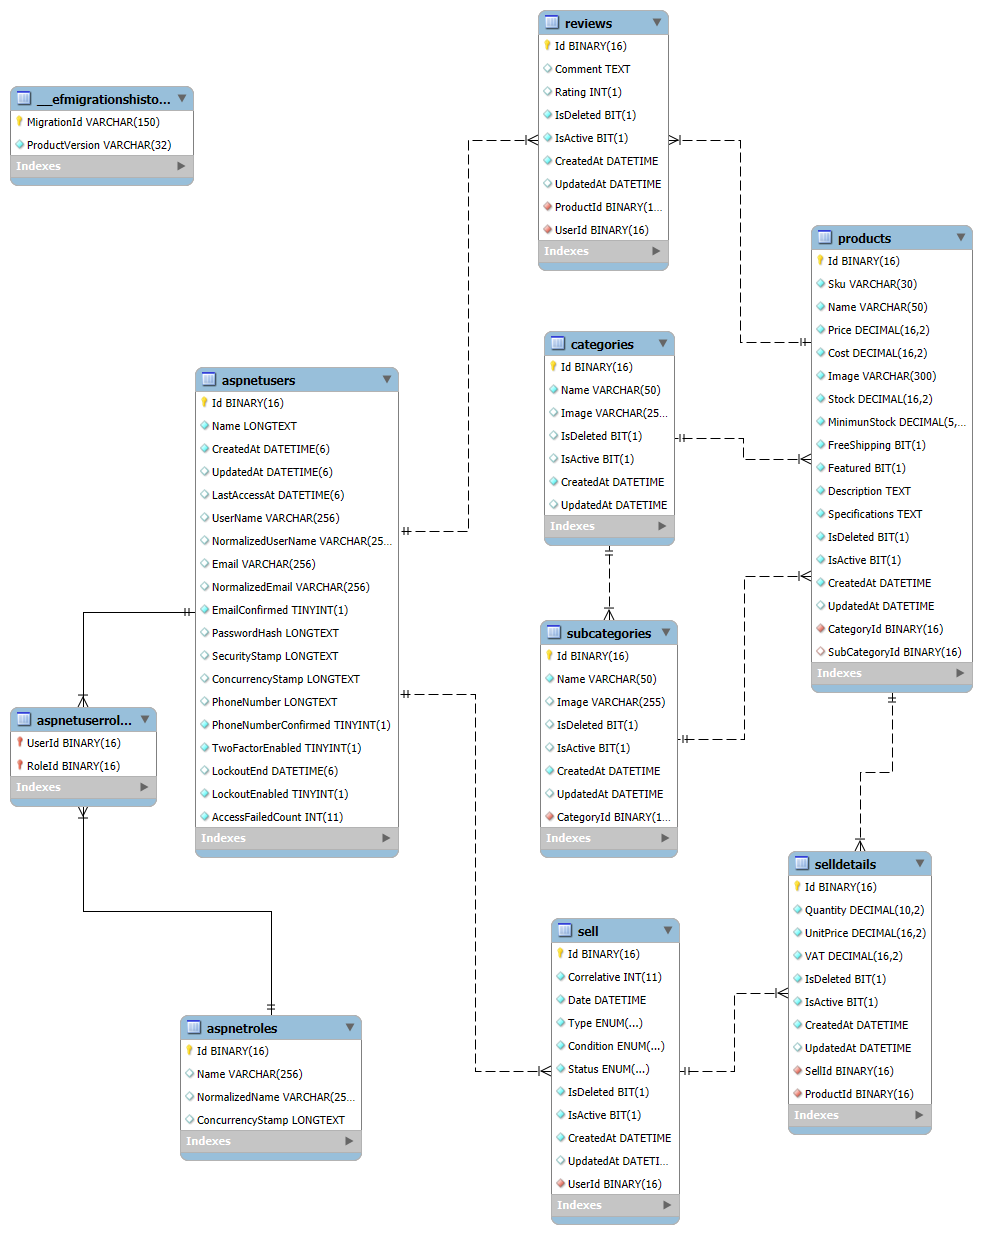 reviews
Id BINARY(16)
Comment TEXT
Rating INT(1)
IsDeleted BIT(1)
IsActive BIT(1)
CreatedAt DATETIME
UpdatedAt DATETIME
ProductId BINARY(1...
UserId BINARY(16)
Indexes
__efmigrationshisto...
MigrationId VARCHAR(150)
ProductVersion VARCHAR(32)
Indexes
products
Id BINARY(16)
Sku VARCHAR(30)
Name VARCHAR(50)
Price DECIMAL(16,2)
Cost DECIMAL(16,2)
Image VARCHAR(300)
Stock DECIMAL(16,2)
MinimunStock DECIMAL(5,...
FreeShipping BIT(1)
Featured BIT(1)
Description TEXT
Specifications TEXT
IsDeleted BIT(1)
IsActive BIT(1)
CreatedAt DATETIME
UpdatedAt DATETIME
CategoryId BINARY(16)
SubCategoryId BINARY(16)
Indexes
categories
Id BINARY(16)
Name VARCHAR(50)
Image VARCHAR(25...
IsDeleted BIT(1)
IsActive BIT(1)
CreatedAt DATETIME
UpdatedAt DATETIME
Indexes
aspnetusers
Id BINARY(16)
Name LONGTEXT
CreatedAt DATETIME(6)
UpdatedAt DATETIME(6)
LastAccessAt DATETIME(6)
UserName VARCHAR(256)
NormalizedUserName VARCHAR(25...
Email VARCHAR(256)
NormalizedEmail VARCHAR(256)
EmailConfirmed TINYINT(1)
PasswordHash LONGTEXT
SecurityStamp LONGTEXT
ConcurrencyStamp LONGTEXT
PhoneNumber LONGTEXT
PhoneNumberConfirmed TINYINT(1)
TwoFactorEnabled TINYINT(1)
LockoutEnd DATETIME(6)
LockoutEnabled TINYINT(1)
AccessFailedCount INT(11)
Indexes
subcategories
Id BINARY(16)
Name VARCHAR(50)
Image VARCHAR(255)
IsDeleted BIT(1)
IsActive BIT(1)
CreatedAt DATETIME
UpdatedAt DATETIME
CategoryId BINARY(1...
Indexes
aspnetuserrol...
UserId BINARY(16)
RoleId BINARY(16)
Indexes
selldetails
Id BINARY(16)
Quantity DECIMAL(10,2)
UnitPrice DECIMAL(16,2)
VAT DECIMAL(16,2)
IsDeleted BIT(1)
IsActive BIT(1)
CreatedAt DATETIME
UpdatedAt DATETIME
SellId BINARY(16)
ProductId BINARY(16)
Indexes
sell
Id BINARY(16)
Correlative INT(11)
Date DATETIME
Type ENUM(...)
Condition ENUM(...)
Status ENUM(...)
IsDeleted BIT(1)
IsActive BIT(1)
CreatedAt DATETIME
UpdatedAt DATETI...
UserId BINARY(16)
Indexes
aspnetroles
Id BINARY(16)
Name VARCHAR(256)
NormalizedName VARCHAR(25...
ConcurrencyStamp LONGTEXT
Indexes